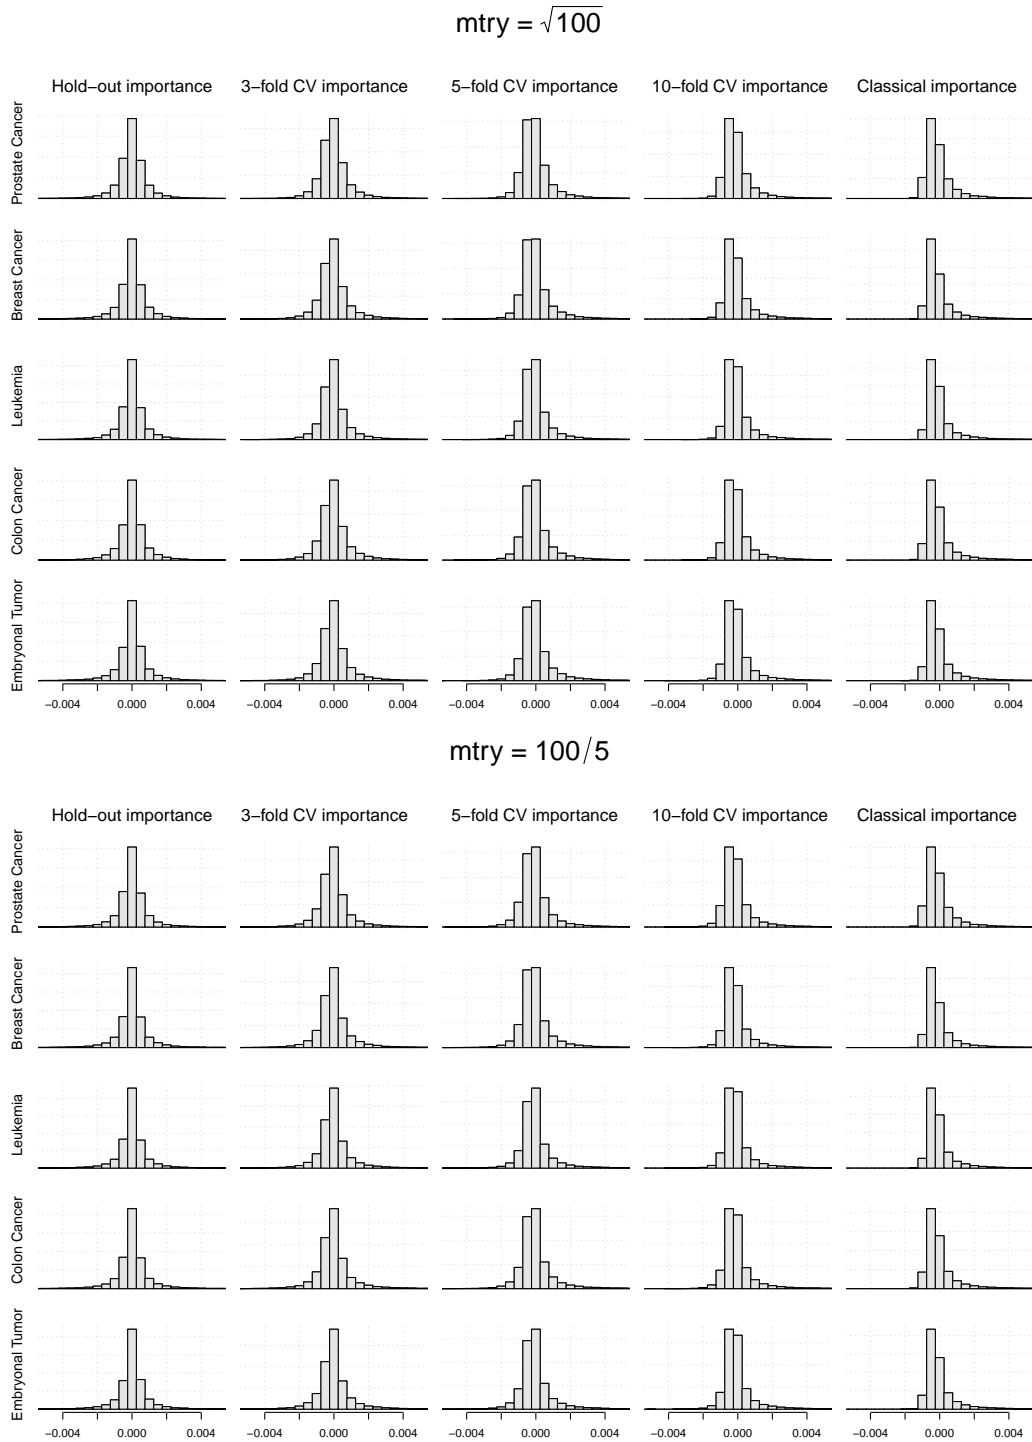 mtry = √100
Hold−out importance 3−fold CV importance 5−fold CV importance 10−fold CV importance Classical importance
Prostate Cancer
Breast Cancer
Leukemia
Colon Cancer
Embryonal Tumor
−0.004 0.000 0.004 −0.004 0.000 0.004 −0.004 0.000 0.004 −0.004 0.000 0.004 −0.004 0.000 0.004
mtry = 100/5
Hold−out importance 3−fold CV importance 5−fold CV importance 10−fold CV importance Classical importance
Prostate Cancer
Breast Cancer
Leukemia
Colon Cancer
Embryonal Tumor
−0.004 0.000 0.004 −0.004 0.000 0.004 −0.004 0.000 0.004 −0.004 0.000 0.004 −0.004 0.000 0.004